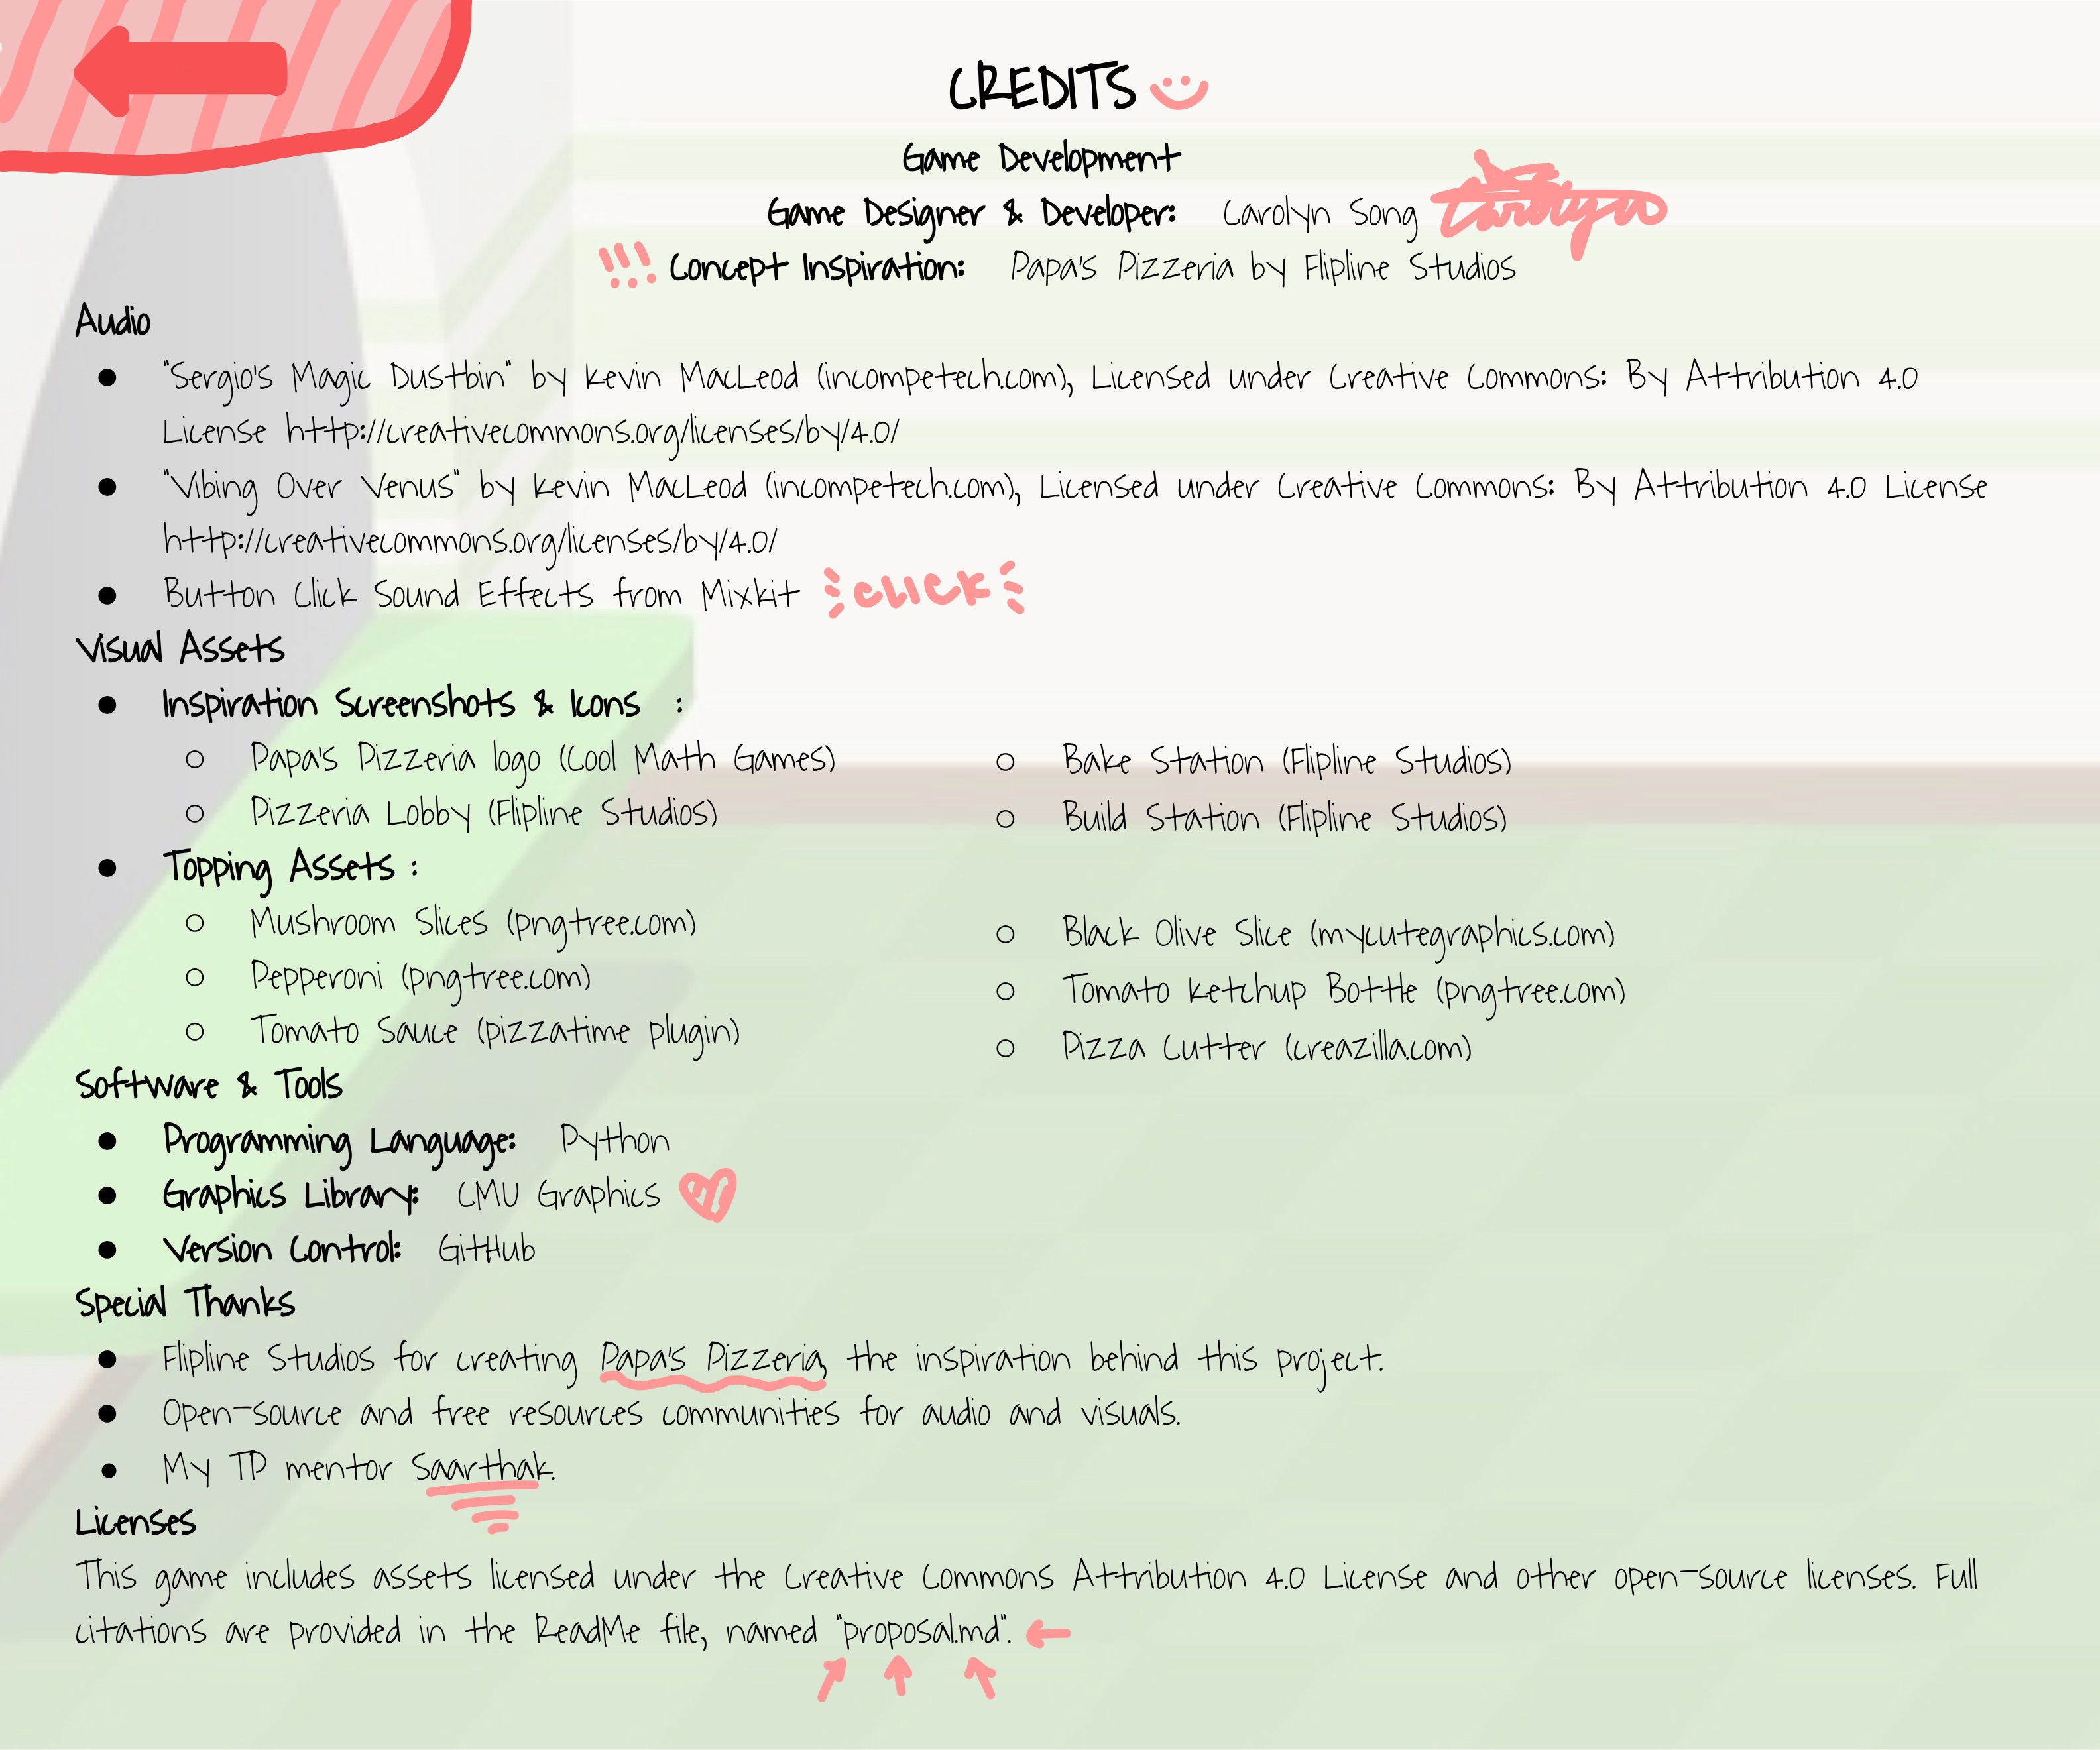 CREDITS
Game Development
Game Designer & Developer: Carolyn Song
!!! Concept Inspiration: Papa's Pizzeria by Flipline Studios
Audio
● "Sergio's Magic Dustbin" by Kevin MacLeod (incompetech.com), Licensed under Creative Commons: By Attribution 4.0
License http://creativecommons.org/licenses/by/4.0/
● "Vibing Over Venus" by Kevin MacLeod (incompetech.com), Licensed under Creative Commons: By Attribution 4.0 License
http://creativecommons.org/licenses/by/4.0/
● Button Click Sound Effects from Mixkit CLICK
Visual Assets
● Inspiration Screenshots & Icons :
○ Papa's Pizzeria logo (Cool Math Games)
○ Pizzeria Lobby (Flipline Studios)
○ Bake Station (Flipline Studios)
○ Build Station (Flipline Studios)
● Topping Assets :
○ Mushroom Slices (pngtree.com)
○ Pepperoni (pngtree.com)
○ Tomato Sauce (pizzatime plugin)
○ Black Olive Slice (mycutegraphics.com)
○ Tomato Ketchup Bottle (pngtree.com)
○ Pizza Cutter (creazilla.com)
Software & Tools
● Programming Language: Python
● Graphics Library: CMU Graphics
● Version Control: GitHub
Special Thanks
● Flipline Studios for creating Papa's Pizzeria, the inspiration behind this project.
● Open-source and free resources communities for audio and visuals.
● My TP mentor Saarthak.
Licenses
This game includes assets licensed under the Creative Commons Attribution 4.0 License and other open-source licenses. Full
citations are provided in the ReadMe file, named "proposal.md".